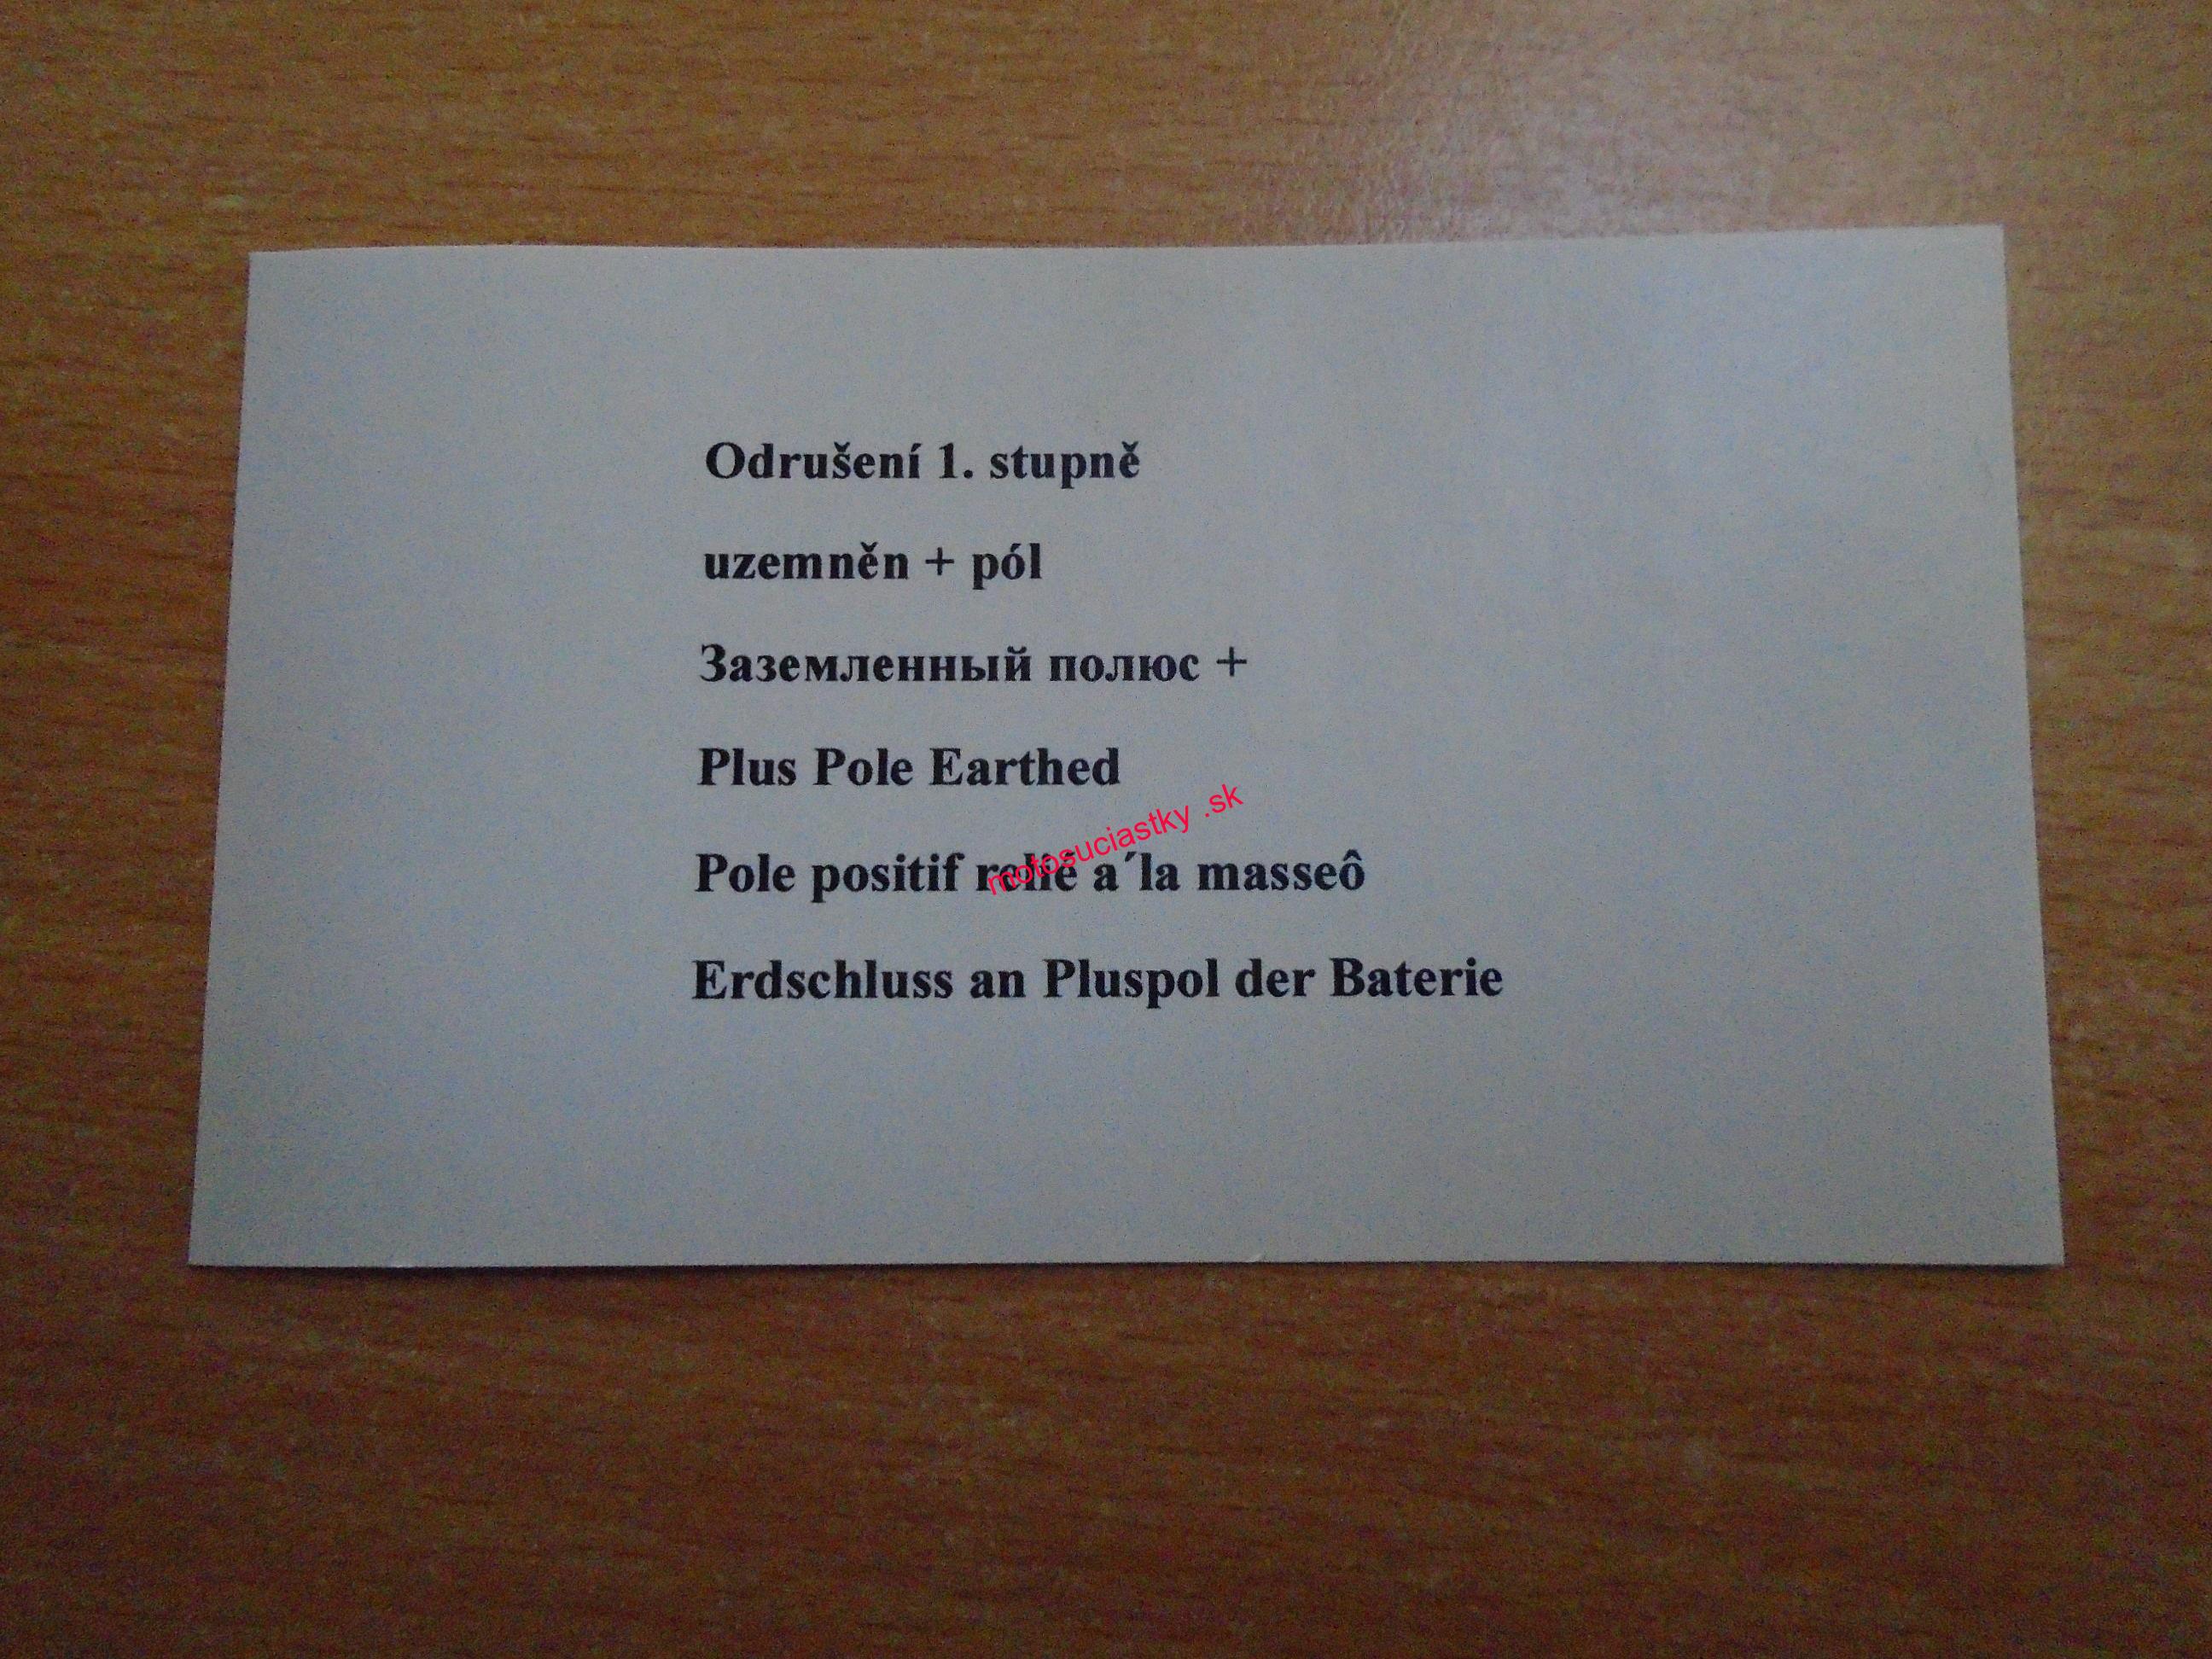 Odrušení 1. stupně
uzemněn + pól
Заземленный полюс +
Plus Pole Earthed
motosuciastky .sk
Pole positif relié a´la masseô
Erdschluss an Pluspol der Baterie